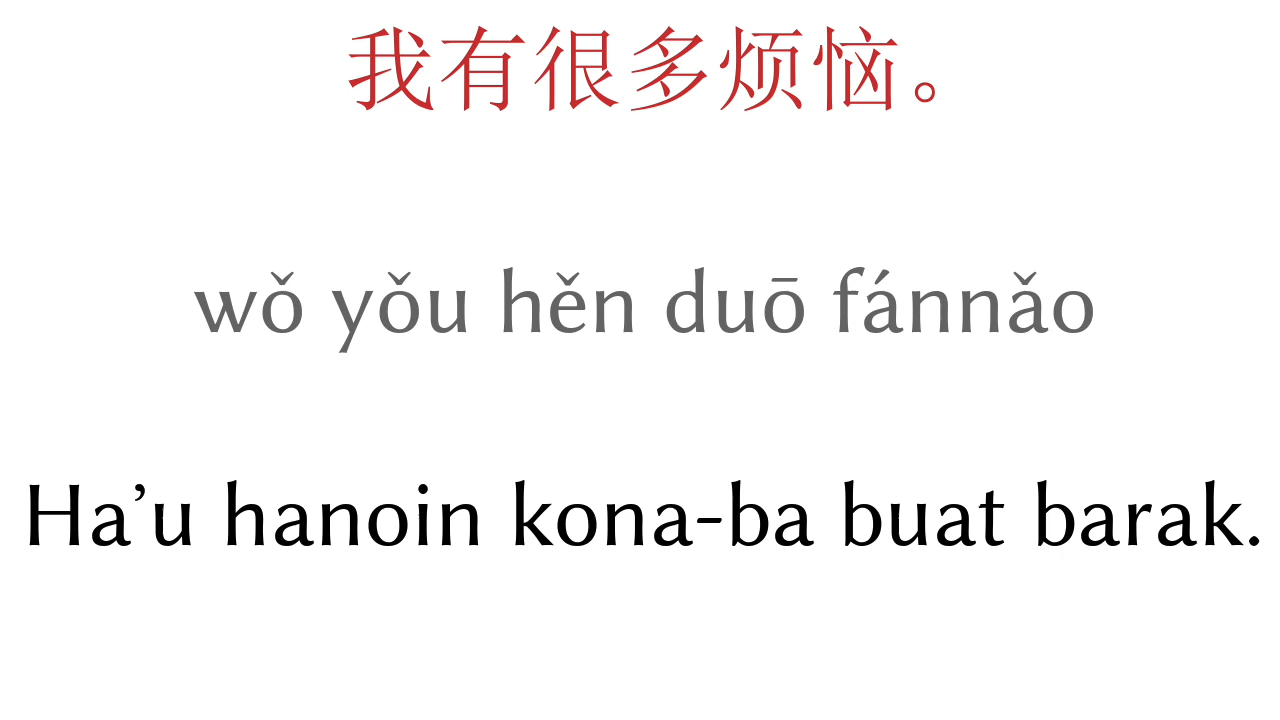 我有很多烦恼。
wǒ yǒu hěn duō fánnǎo
Ha’u hanoin kona-ba buat barak.